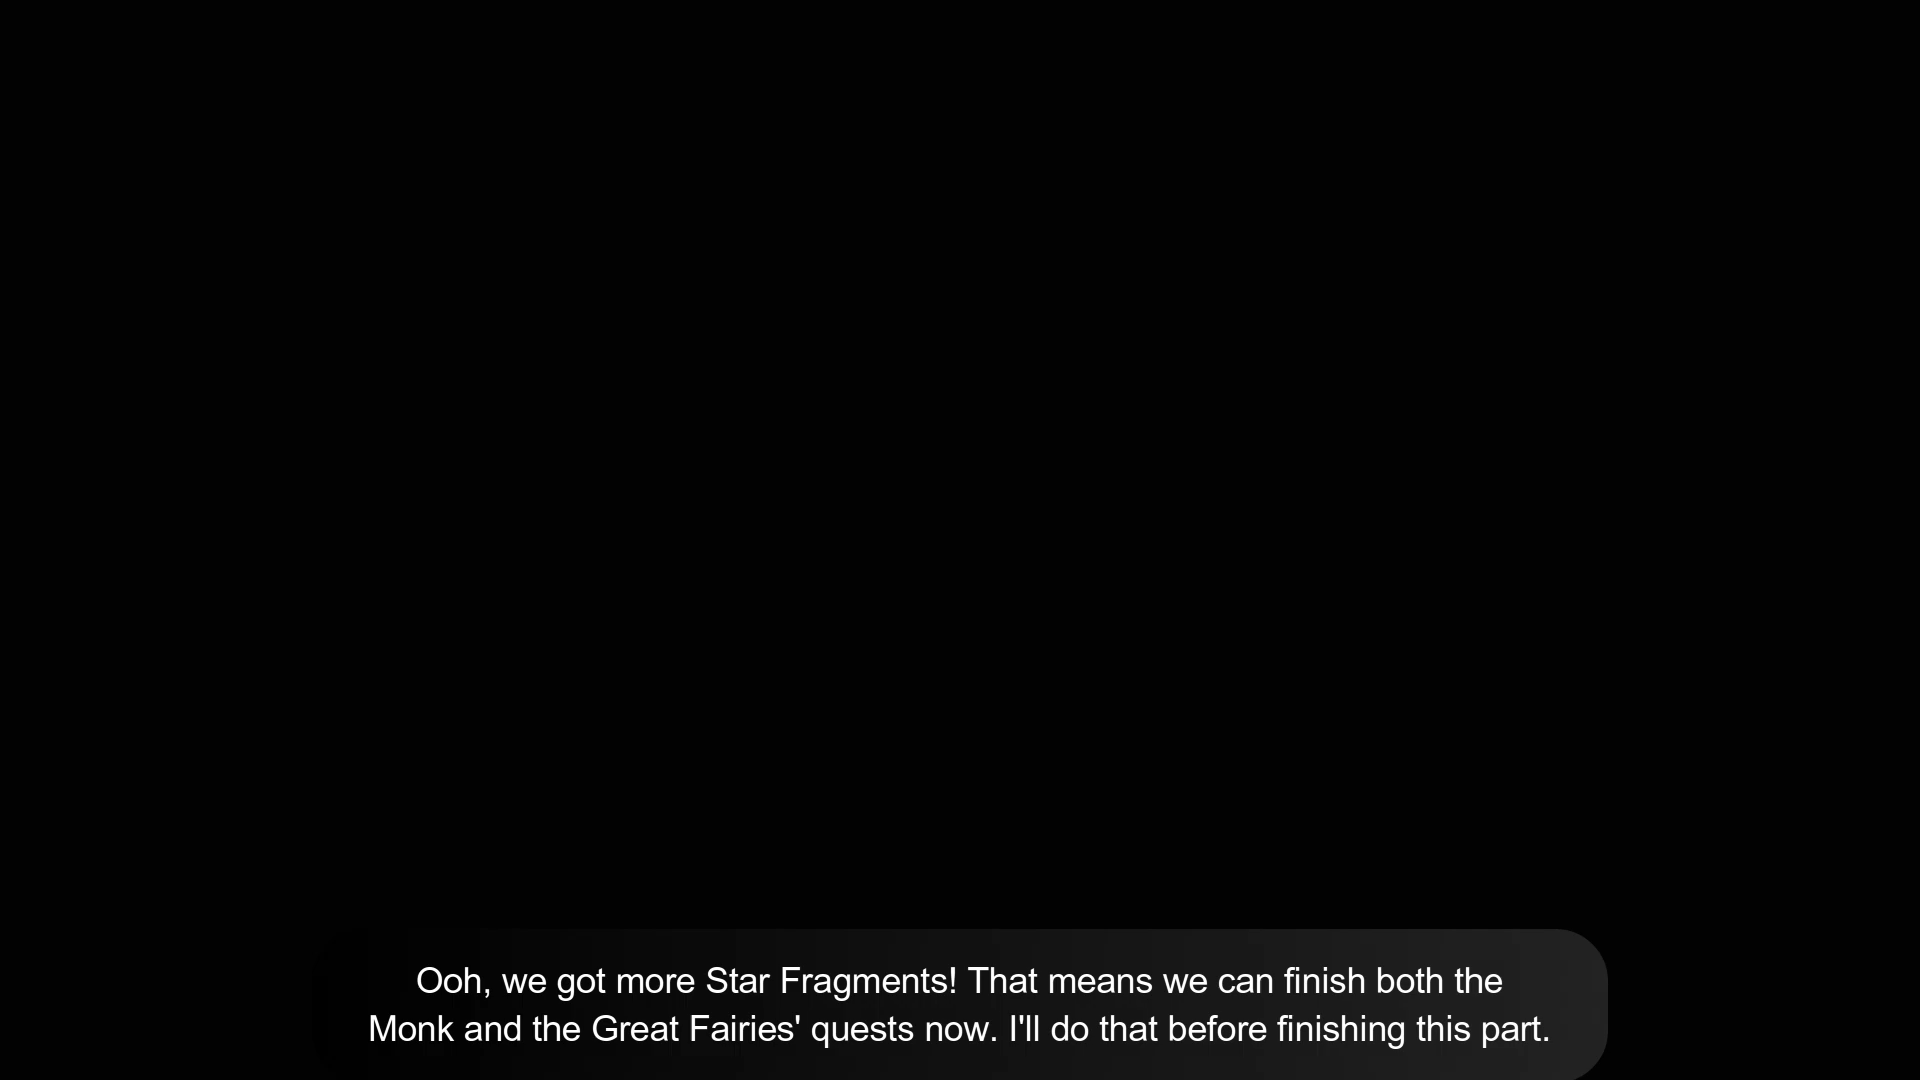 Ooh, we got more Star Fragments! That means we can finish both the
Monk and the Great Fairies' quests now. I'll do that before finishing this part.